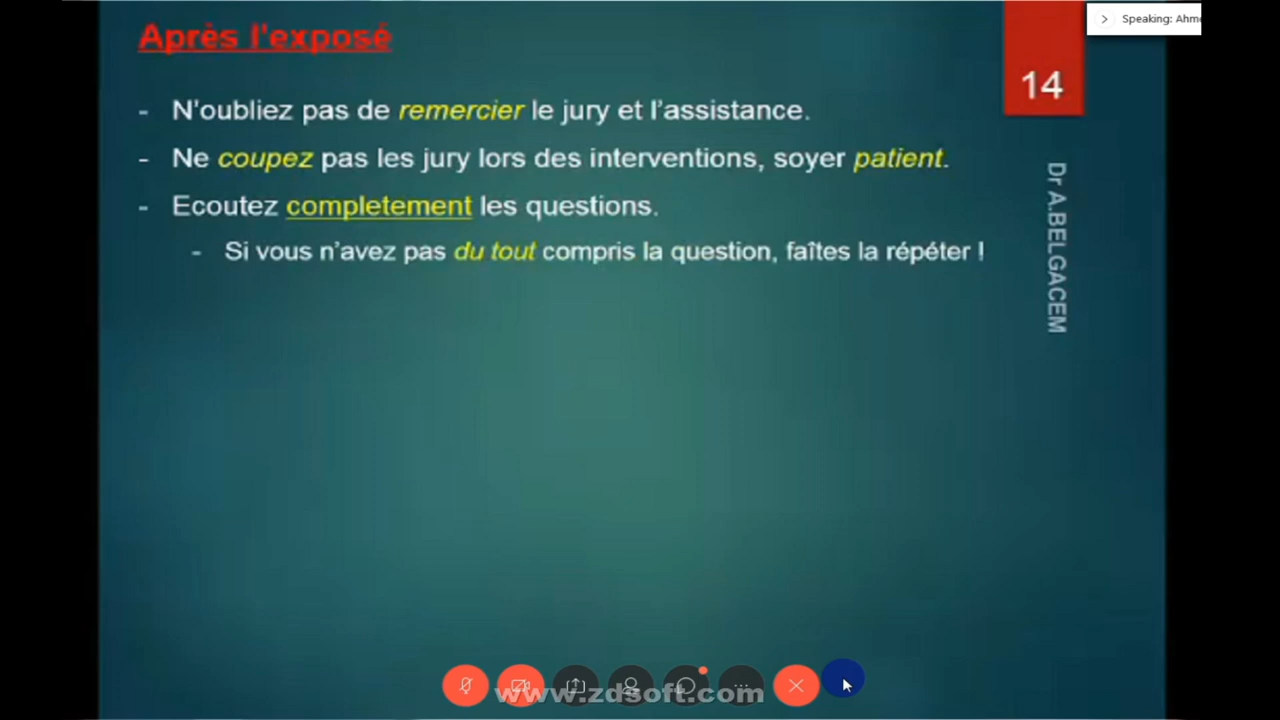 Après l'exposé
14
Speaking: Ahm
- N'oubliez pas de remercier le jury et l'assistance.
- Ne coupez pas les jury lors des interventions, soyer patient.
- Ecoutez completement les questions.
- Si vous n'avez pas du tout compris la question, faîtes la répéter !
Dr A.BELGACEM
www.zdsoft.com